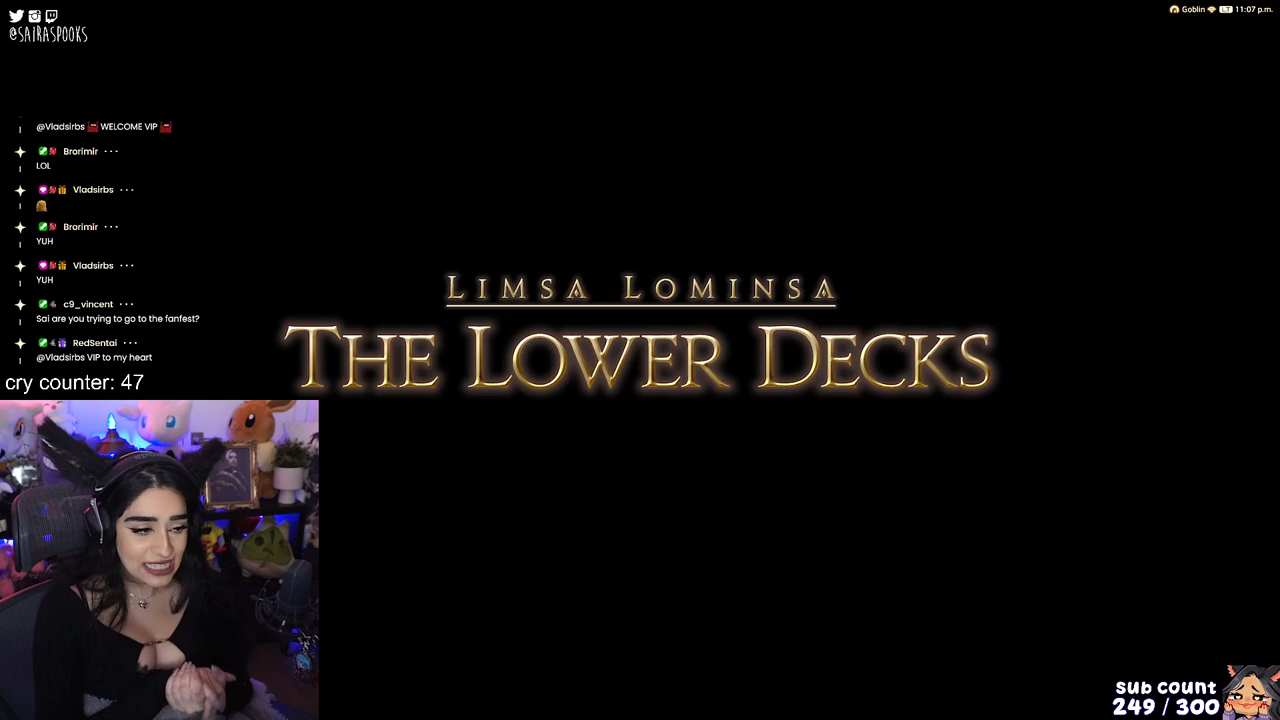 @SAIRASPOOKS
Goblin LT 11:07 p.m.
@Vladsirbs WELCOME VIP
Brorimir
LOL
Vladsirbs
Brorimir
YUH
Vladsirbs
YUH
c9_vincent
Sai are you trying to go to the fanfest?
RedSentai
@Vladsirbs VIP to my heart
cry counter: 47
LIMSA LOMINSA
THE LOWER DECKS
sub count
249 / 300